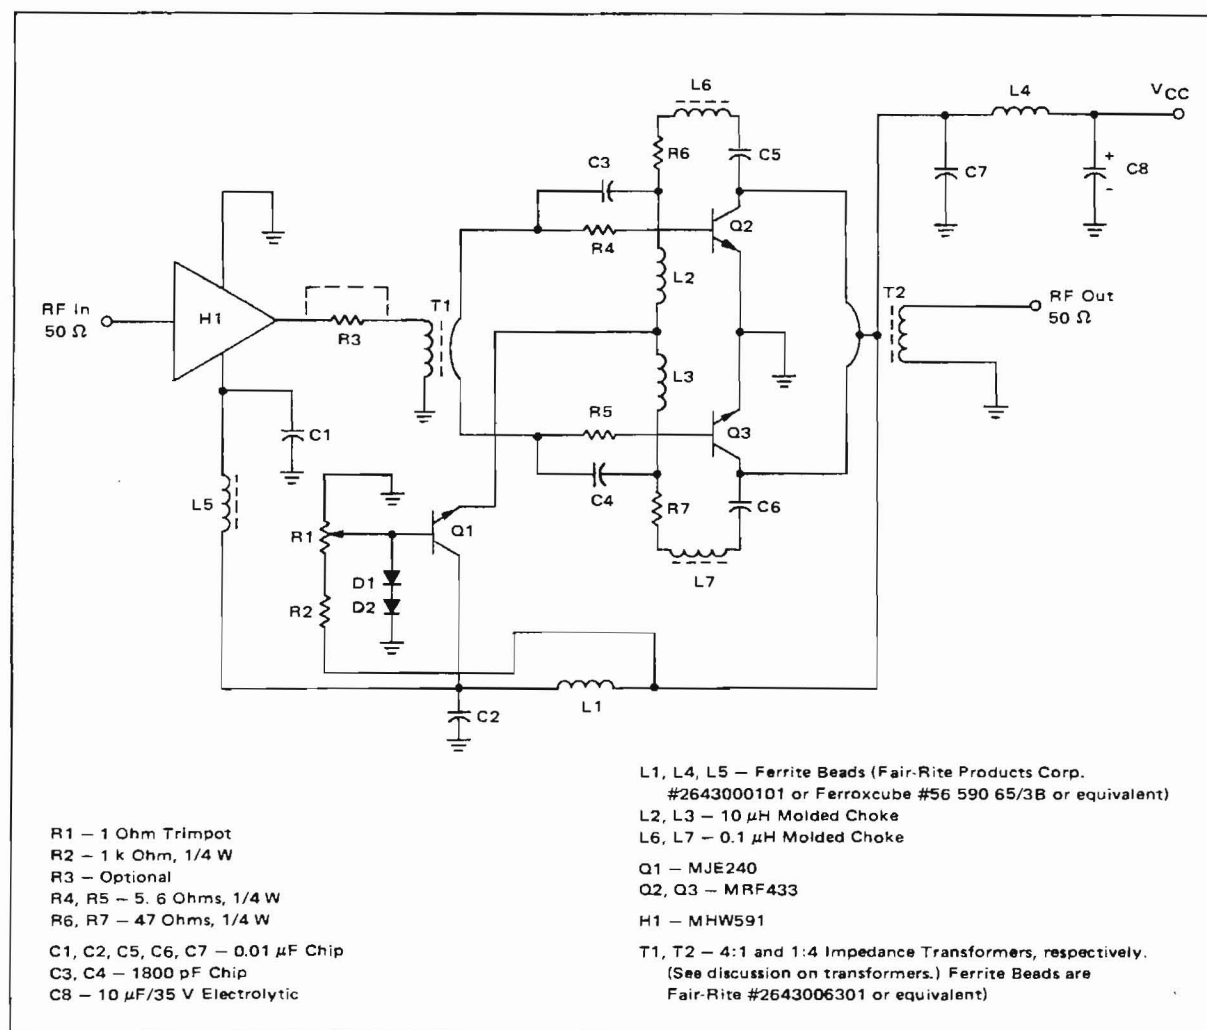 L6
L4
VCC
R6
C5
C3
C7
+
C8
-
Q2
R4
L2
RF In
50 Ω
H1
R3
T1
T2
RF Out
50 Ω
L3
R5
Q3
C1
C4
R7
C6
L5
R1
Q1
L7
D1
R2
D2
L1
C2
R1 – 1 Ohm Trimpot
R2 – 1 k Ohm, 1/4 W
R3 – Optional
R4, R5 – 5. 6 Ohms, 1/4 W
R6, R7 – 47 Ohms, 1/4 W
C1, C2, C5, C6, C7 – 0.01 μF Chip
C3, C4 – 1800 pF Chip
C8 – 10 μF/35 V Electrolytic
L1, L4, L5 – Ferrite Beads (Fair-Rite Products Corp.
#2643000101 or Ferroxcube #56 590 65/3B or equivalent)
L2, L3 – 10 μH Molded Choke
L6, L7 – 0.1 μH Molded Choke
Q1 – MJE240
Q2, Q3 – MRF433
H1 – MHW591
T1, T2 – 4:1 and 1:4 Impedance Transformers, respectively.
(See discussion on transformers.) Ferrite Beads are
Fair-Rite #2643006301 or equivalent)